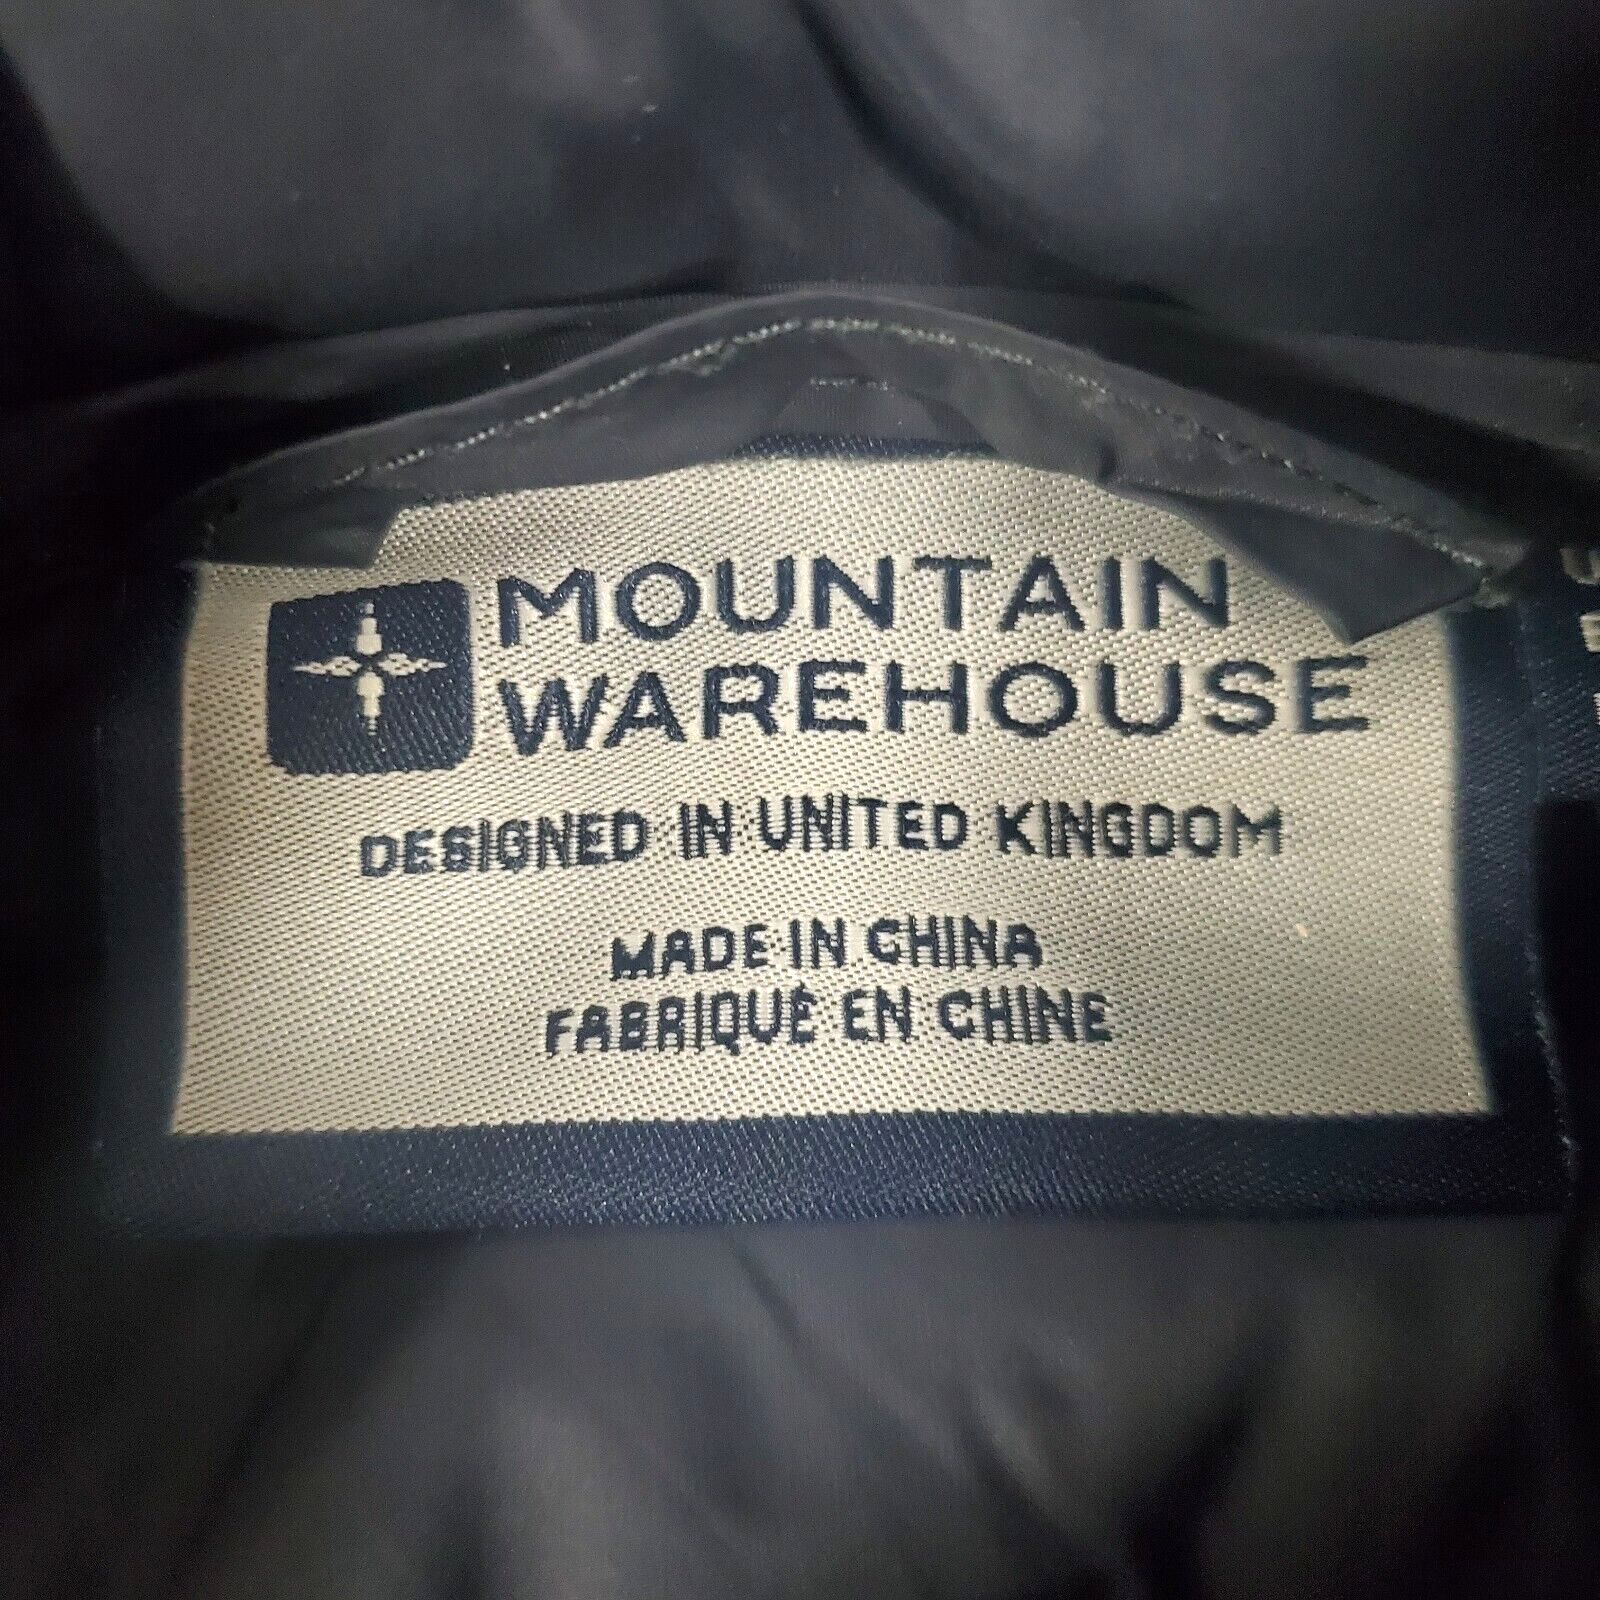 MOUNTAIN
WAREHOUSE
DESIGNED IN UNITED KINGDOM
MADE IN CHINA
FABRIQUÉ EN CHINE